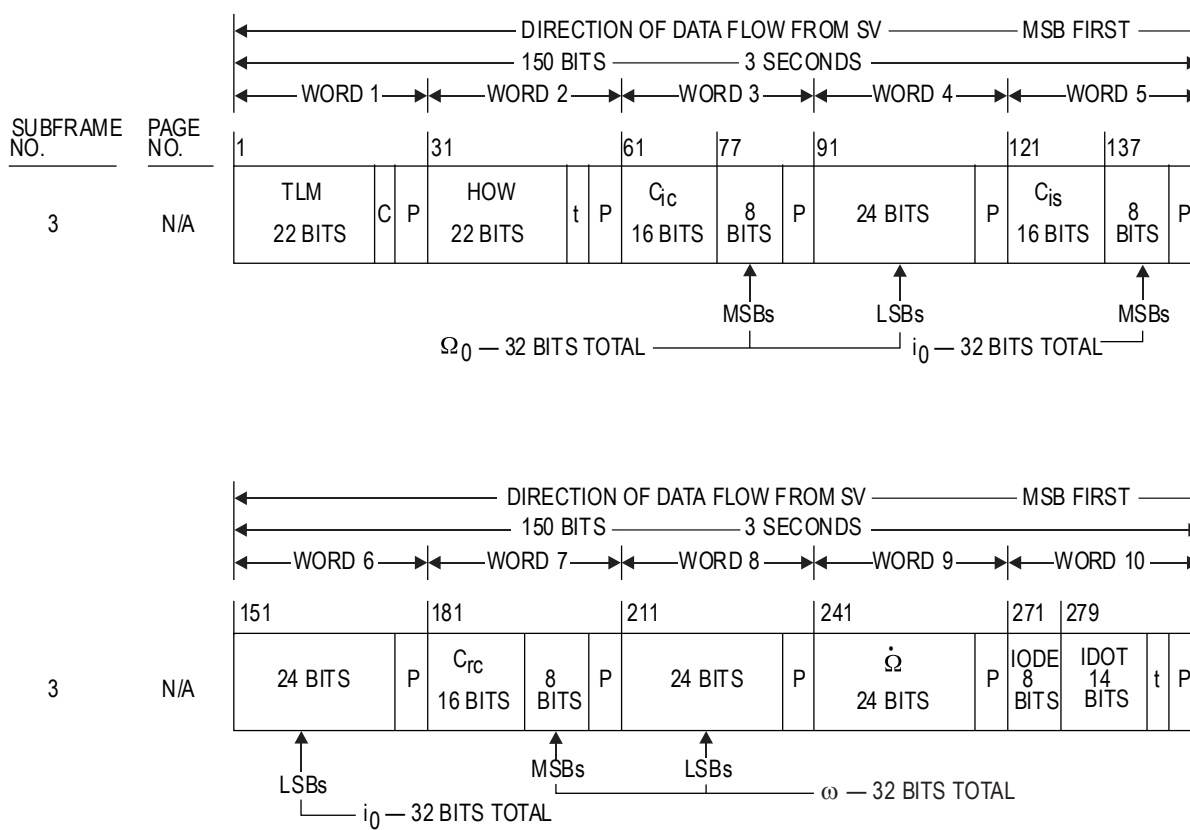 DIRECTION OF DATA FLOW FROM SV MSB FIRST
150 BITS 3 SECONDS
WORD 1 WORD 2 WORD 3 WORD 4 WORD 5
SUBFRAME NO. PAGE NO.
1 31 61 77 91 121 137
3 N/A
TLM 22 BITS C P HOW 22 BITS t P Cic 16 BITS 8 BITS P 24 BITS P Cis 16 BITS 8 BITS P
MSBs LSBs MSBs
Ω0 — 32 BITS TOTAL i0 — 32 BITS TOTAL
DIRECTION OF DATA FLOW FROM SV MSB FIRST
150 BITS 3 SECONDS
WORD 6 WORD 7 WORD 8 WORD 9 WORD 10
151 181 211 241 271 279
3 N/A
24 BITS P Crc 16 BITS 8 BITS P 24 BITS P Ω̇ 24 BITS P IODE 8 BITS IDOT 14 BITS t P
LSBs MSBs LSBs
i0 — 32 BITS TOTAL ω — 32 BITS TOTAL